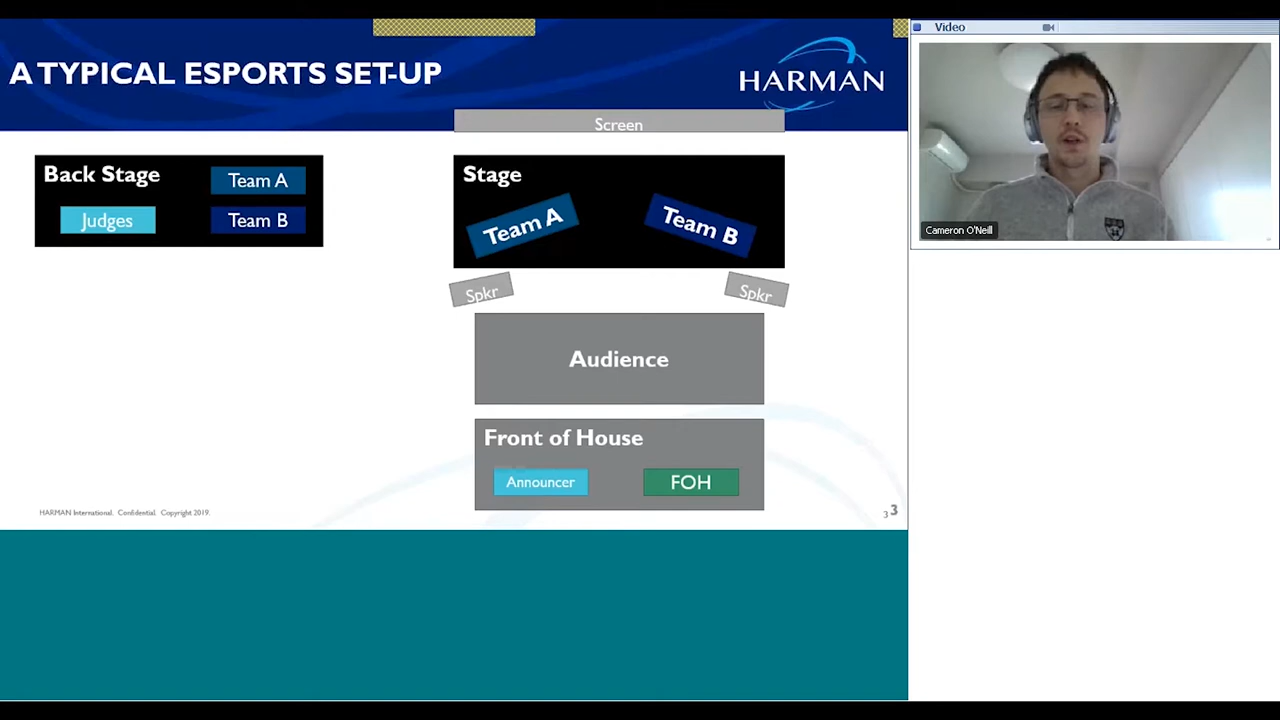 A TYPICAL ESPORTS SET-UP
HARMAN
Screen
Back Stage
Team A
Judges
Team B
Stage
Team A
Team B
Spkr
Spkr
Audience
Front of House
Announcer
FOH
HARMAN International. Confidential. Copyright 2019.
3
3
Video
Cameron O'Neill